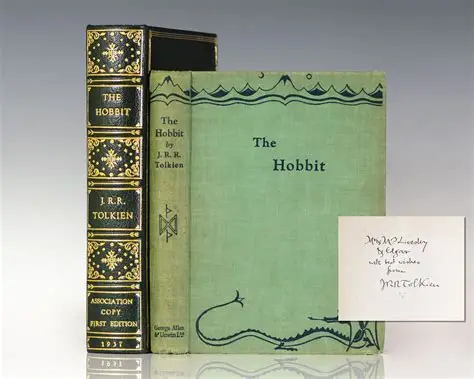 THE
HOBBIT
J.R.R.
TOLKIEN
ASSOCIATION
COPY
FIRST EDITION
1937
The
Hobbit
by
J. R. R.
Tolkien
George Allen
& Unwin Ltd
The
Hobbit
with best wishes
from
JRRTolkien